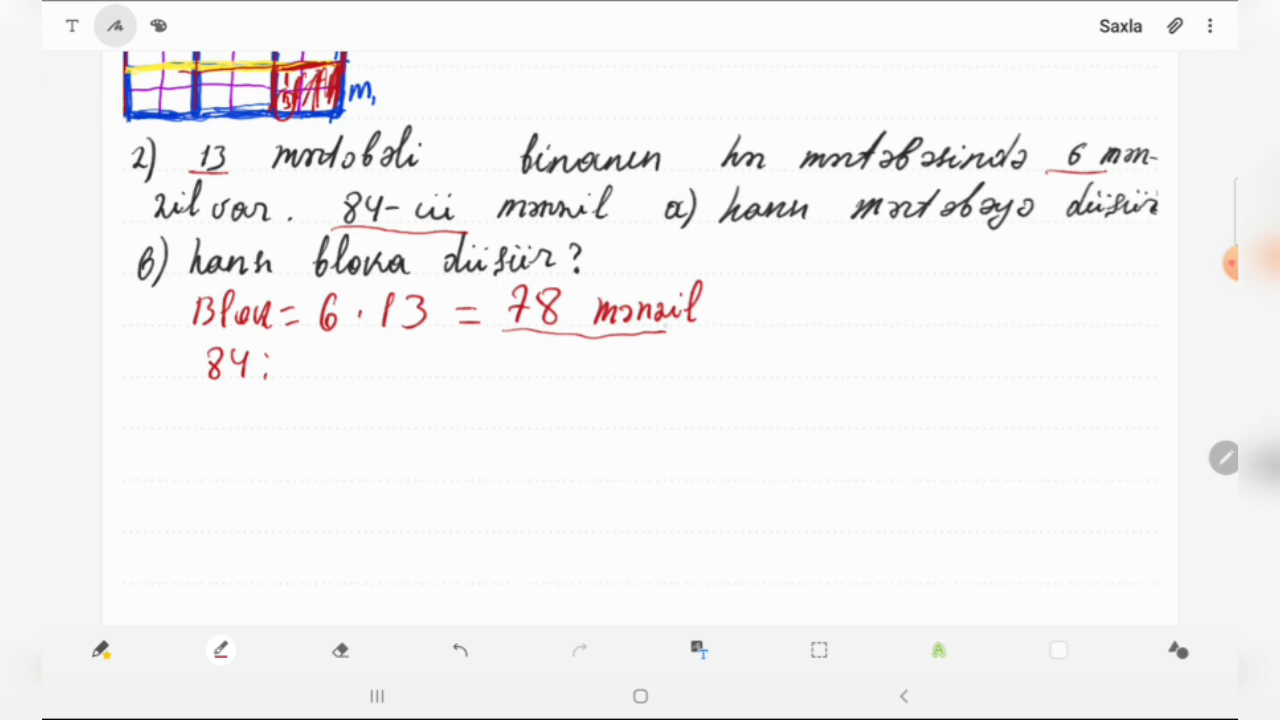 T Saxla
m,
2) 13 mərtəbəli binanın hər mərtəbəsində 6 mən-
zil var. 84-cü mənzil a) hansı mərtəbəyə düşür
b) hansı bloka düşür?
Blok = 6 · 13 = 78 mənzil
84 :